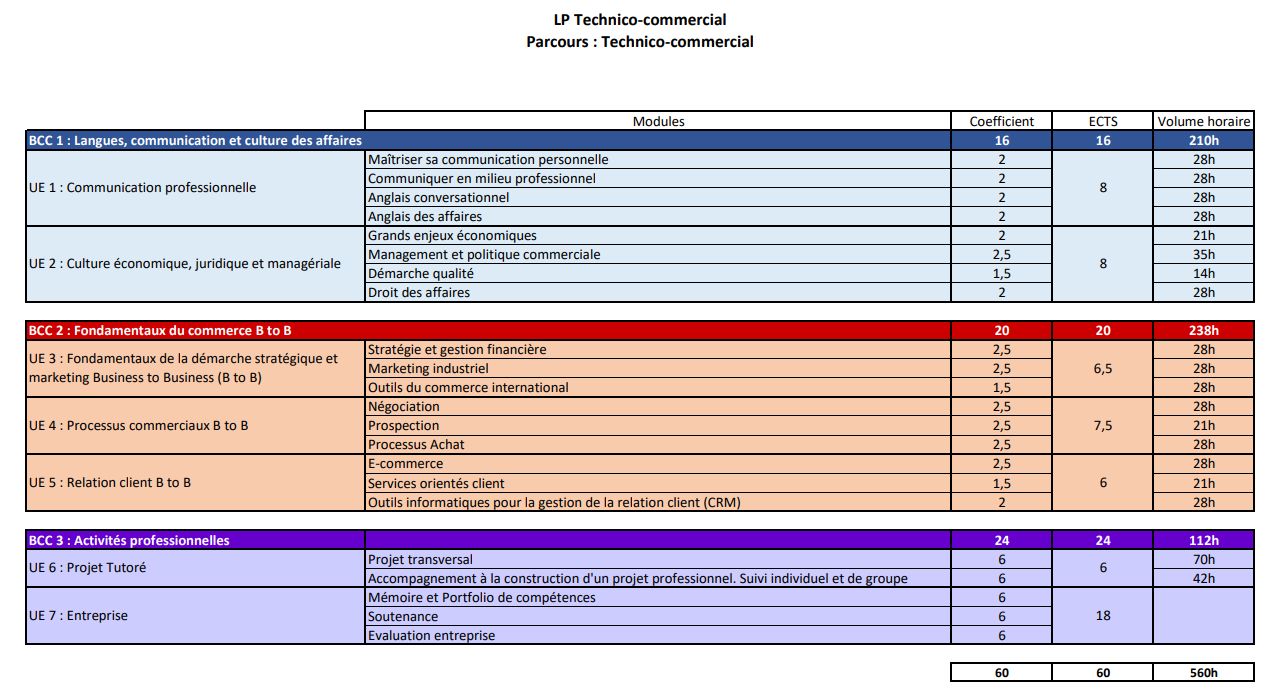 LP Technico-commercial
Parcours : Technico-commercial
Modules Coefficient ECTS Volume horaire
BCC 1 : Langues, communication et culture des affaires 16 16 210h
UE 1 : Communication professionnelle
Maîtriser sa communication personnelle 2 28h
Communiquer en milieu professionnel 2 28h
8
Anglais conversationnel 2 28h
Anglais des affaires 2 28h
UE 2 : Culture économique, juridique et managériale
Grands enjeux économiques 2 21h
Management et politique commerciale 2,5 35h
8
Démarche qualité 1,5 14h
Droit des affaires 2 28h
BCC 2 : Fondamentaux du commerce B to B 20 20 238h
UE 3 : Fondamentaux de la démarche stratégique et
marketing Business to Business (B to B)
Stratégie et gestion financière 2,5 28h
Marketing industriel 2,5 6,5 28h
Outils du commerce international 1,5 28h
UE 4 : Processus commerciaux B to B
Négociation 2,5 28h
Prospection 2,5 7,5 21h
Processus Achat 2,5 28h
UE 5 : Relation client B to B
E-commerce 2,5 28h
Services orientés client 1,5 6 21h
Outils informatiques pour la gestion de la relation client (CRM) 2 28h
BCC 3 : Activités professionnelles 24 24 112h
UE 6 : Projet Tutoré
Projet transversal 6 70h
6
Accompagnement à la construction d'un projet professionnel. Suivi individuel et de groupe 6 42h
UE 7 : Entreprise
Mémoire et Portfolio de compétences 6
Soutenance 6 18
Evaluation entreprise 6
60 60 560h